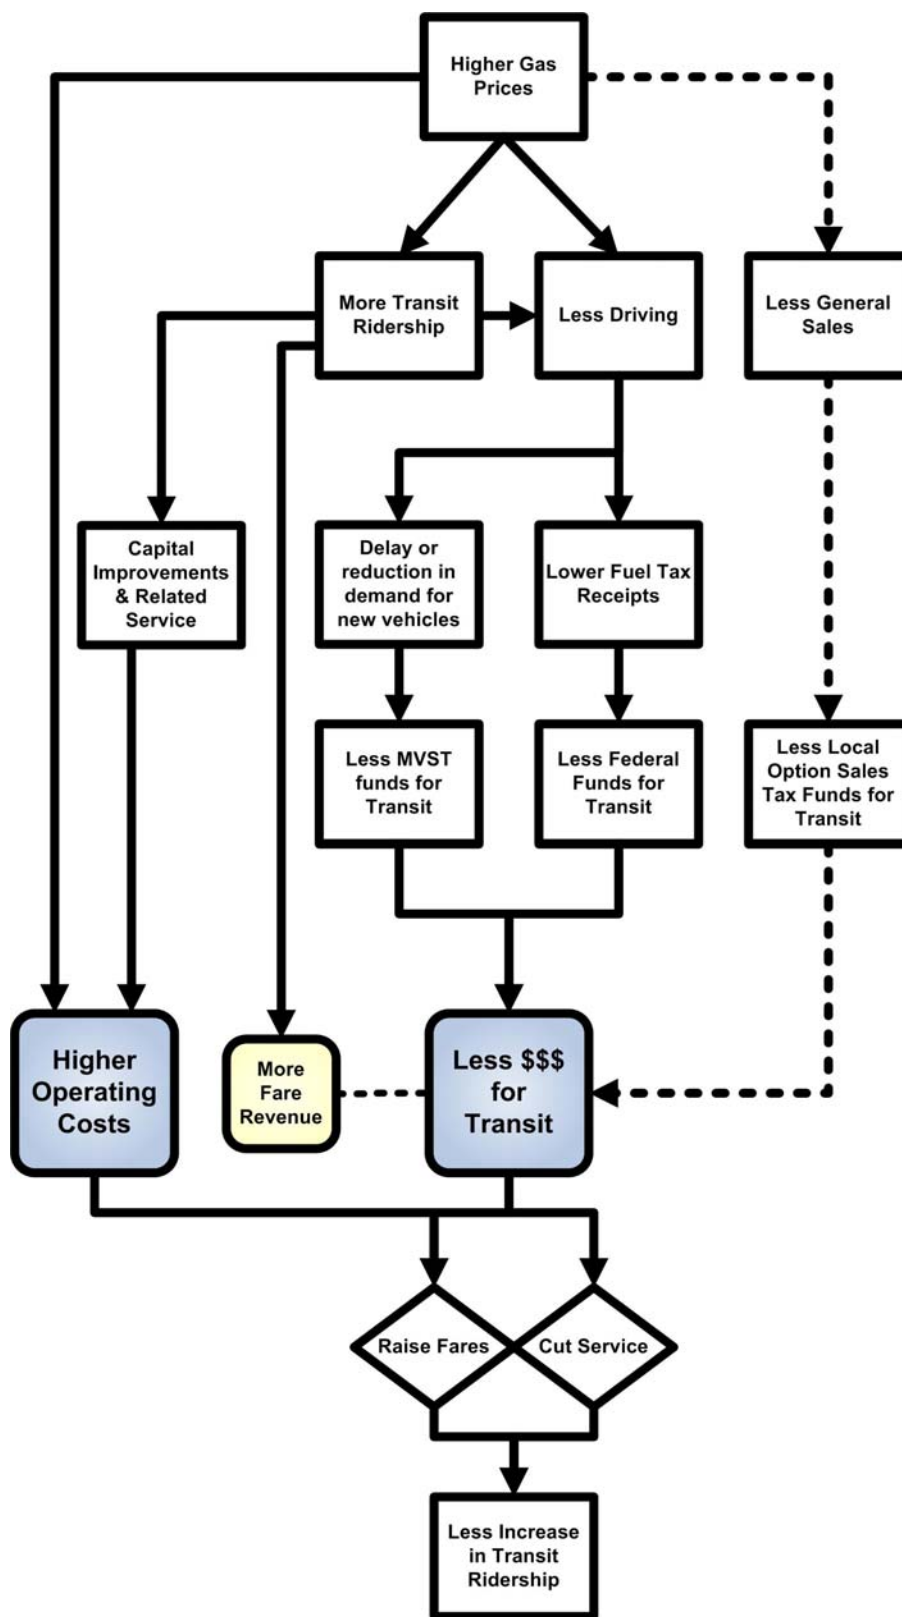 Higher Gas
Prices
More Transit
Ridership
Less Driving
Less General
Sales
Capital
Improvements
& Related
Service
Delay or
reduction in
demand for
new vehicles
Lower Fuel Tax
Receipts
Less MVST
funds for
Transit
Less Federal
Funds for
Transit
Less Local
Option Sales
Tax Funds for
Transit
Higher
Operating
Costs
More
Fare
Revenue
Less $$$
for
Transit
Raise Fares
Cut Service
Less Increase
in Transit
Ridership